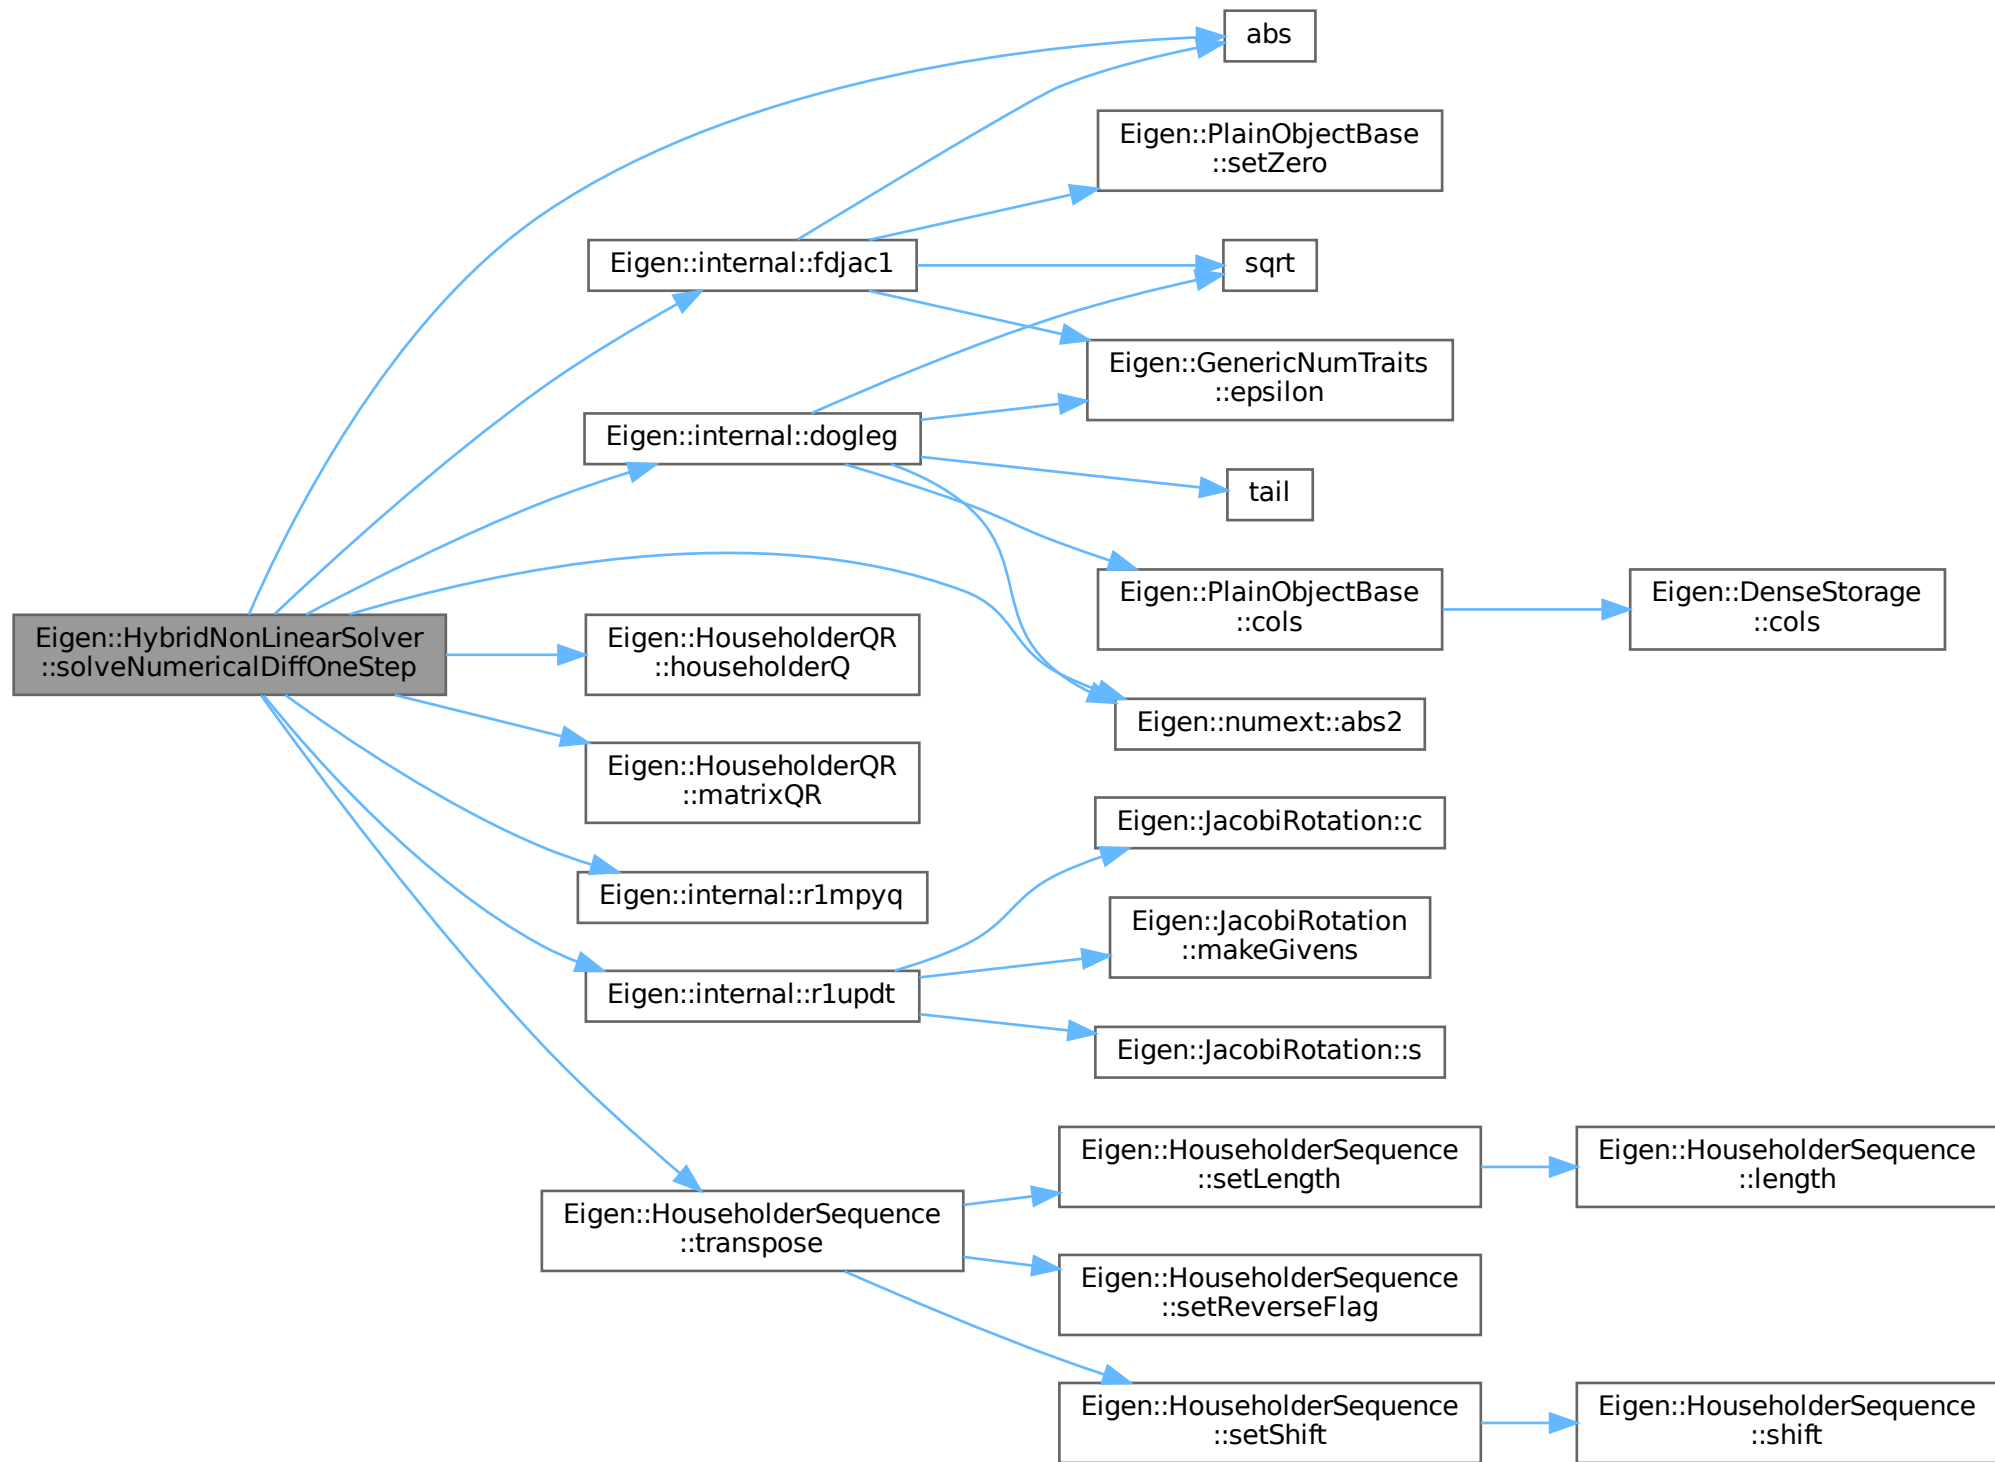 abs
Eigen::PlainObjectBase
::setZero
Eigen::internal::fdjac1
sqrt
Eigen::GenericNumTraits
::epsilon
Eigen::internal::dogleg
tail
Eigen::PlainObjectBase
::cols
Eigen::DenseStorage
::cols
Eigen::HybridNonLinearSolver
::solveNumericalDiffOneStep
Eigen::HouseholderQR
::householderQ
Eigen::numext::abs2
Eigen::HouseholderQR
::matrixQR
Eigen::JacobiRotation::c
Eigen::internal::r1mpyq
Eigen::JacobiRotation
::makeGivens
Eigen::internal::r1updt
Eigen::JacobiRotation::s
Eigen::HouseholderSequence
::setLength
Eigen::HouseholderSequence
::length
Eigen::HouseholderSequence
::transpose
Eigen::HouseholderSequence
::setReverseFlag
Eigen::HouseholderSequence
::setShift
Eigen::HouseholderSequence
::shift